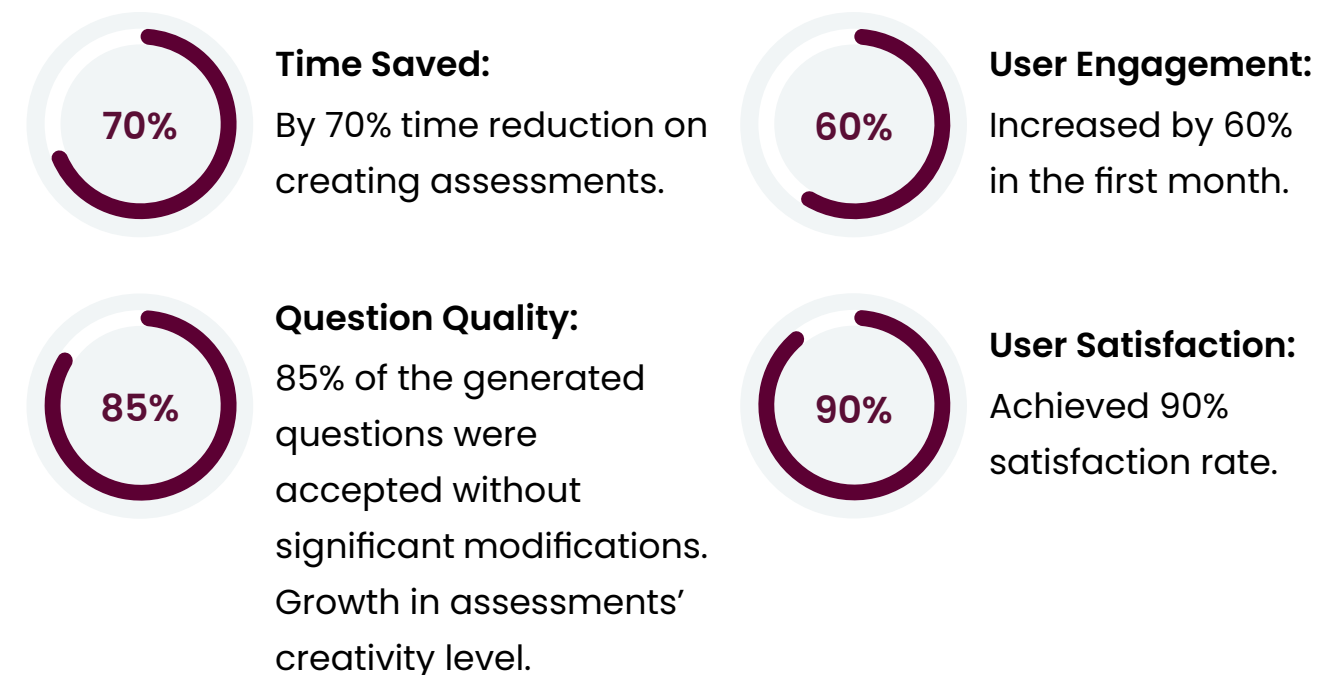 70%
Time Saved:
By 70% time reduction on
creating assessments.
60%
User Engagement:
Increased by 60%
in the first month.
85%
Question Quality:
85% of the generated
questions were
accepted without
significant modifications.
Growth in assessments’
creativity level.
90%
User Satisfaction:
Achieved 90%
satisfaction rate.